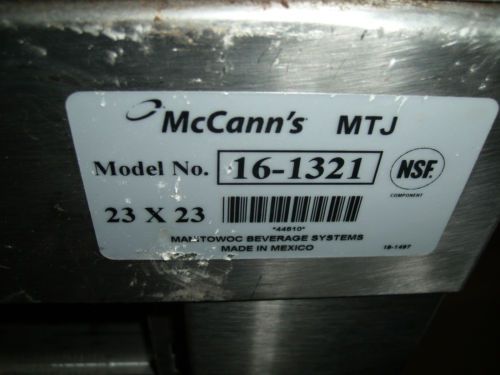 McCann's MTJ
Model No. 16-1321 NSF.
COMPONENT
23 X 23
*44610*
MANITOWOC BEVERAGE SYSTEMS
MADE IN MEXICO
16-1497